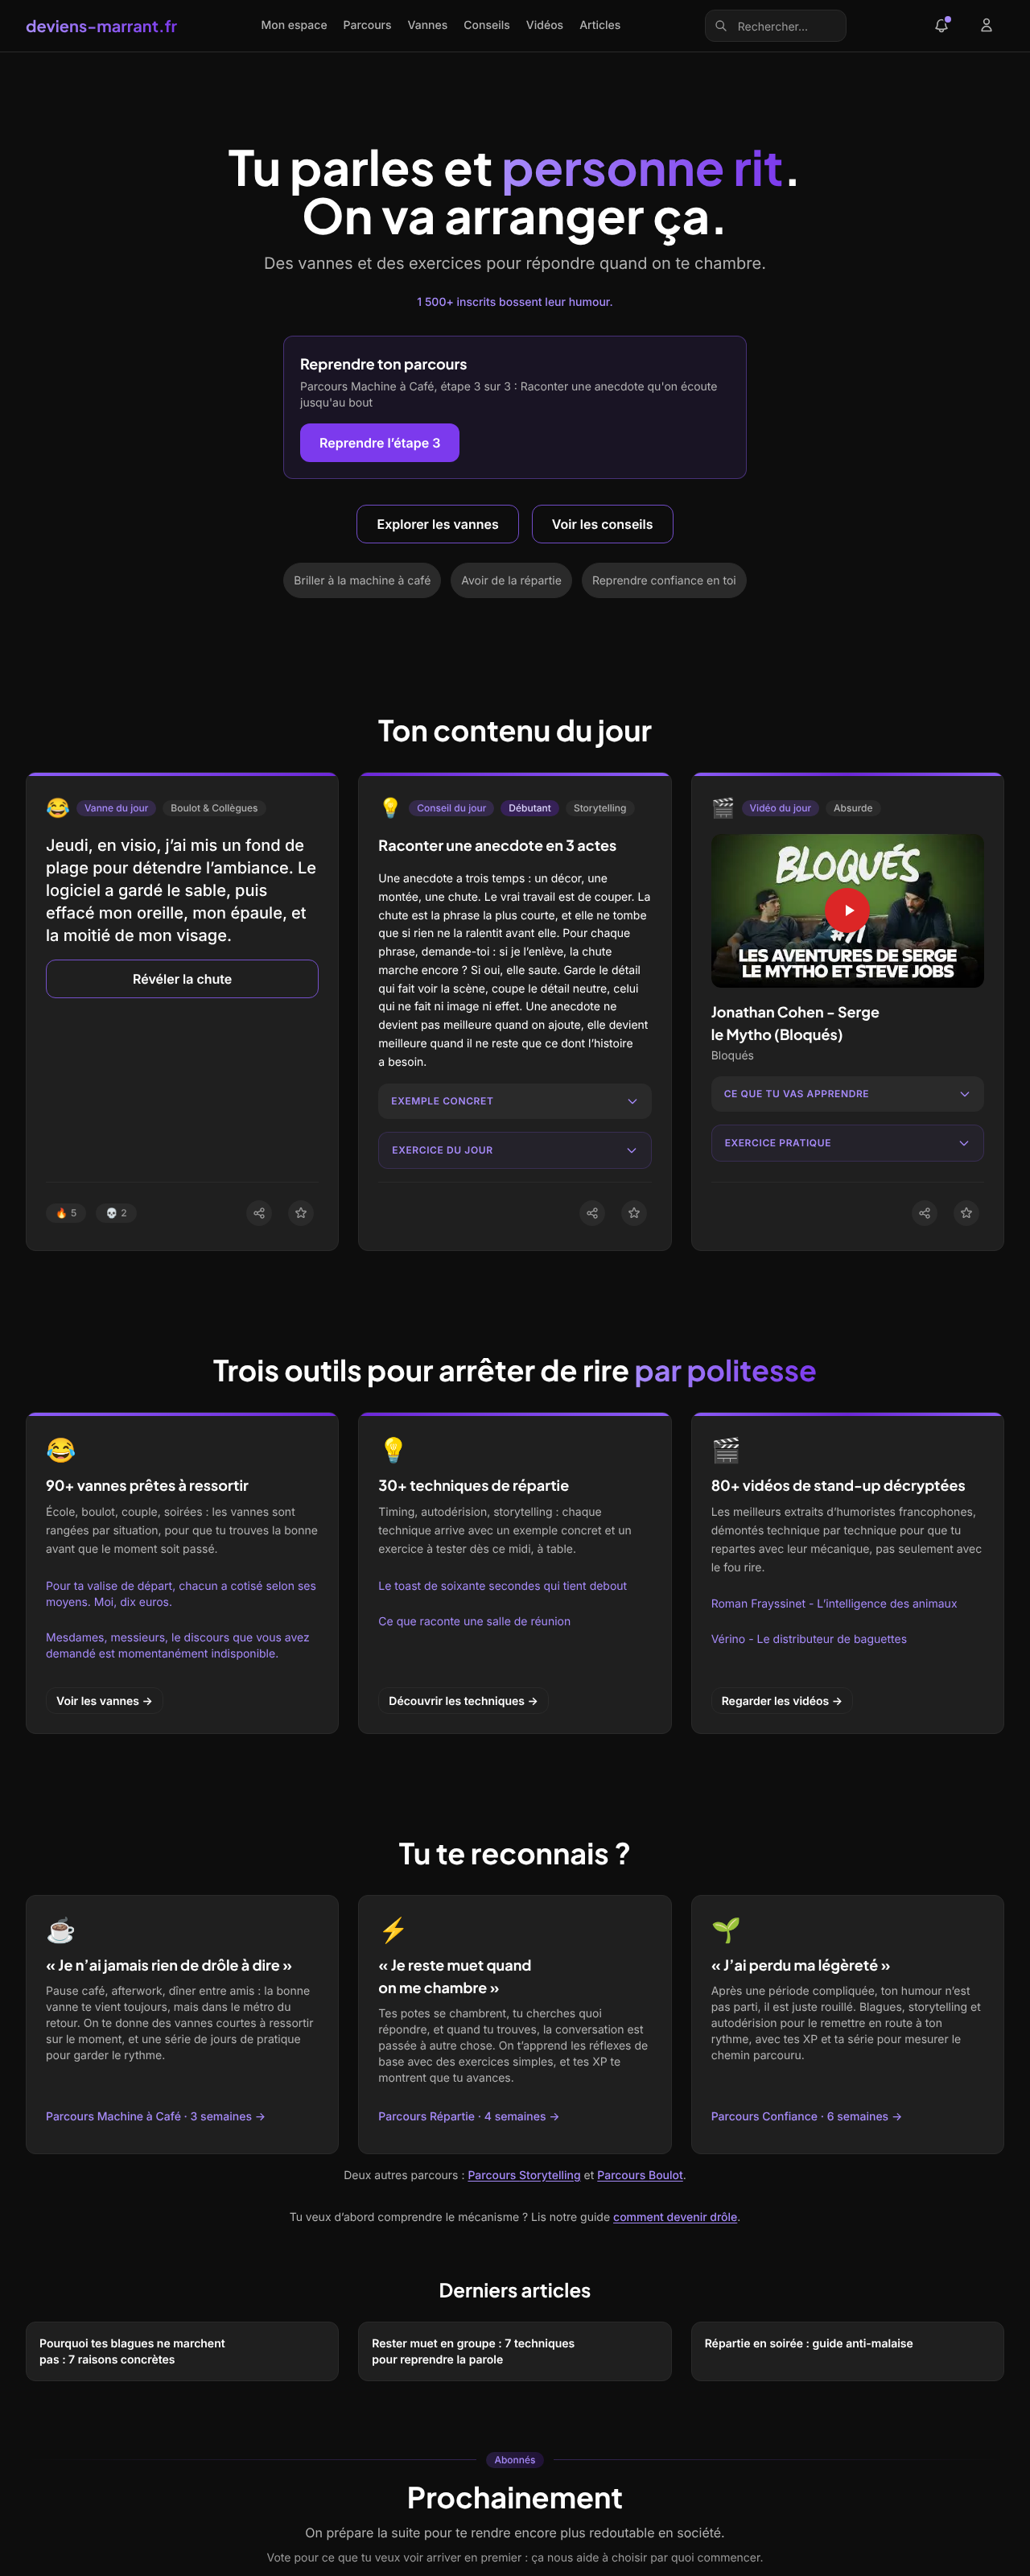 deviens-marrant.fr
Mon espace Parcours Vannes Conseils Vidéos Articles
Rechercher...
Tu parles et personne rit.
On va arranger ça.
Des vannes et des exercices pour répondre quand on te chambre.
1 500+ inscrits bossent leur humour.
Reprendre ton parcours
Parcours Machine à Café, étape 3 sur 3 : Raconter une anecdote qu'on écoute
jusqu'au bout
Reprendre l’étape 3
Explorer les vannes
Voir les conseils
Briller à la machine à café
Avoir de la répartie
Reprendre confiance en toi
Ton contenu du jour
Vanne du jour
Boulot & Collègues
Jeudi, en visio, j’ai mis un fond de
plage pour détendre l’ambiance. Le
logiciel a gardé le sable, puis
effacé mon oreille, mon épaule, et
la moitié de mon visage.
Révéler la chute
5
2
Conseil du jour
Débutant
Storytelling
Raconter une anecdote en 3 actes
Une anecdote a trois temps : un décor, une
montée, une chute. Le vrai travail est de couper. La
chute est la phrase la plus courte, et elle ne tombe
que si rien ne la ralentit avant elle. Pour chaque
phrase, demande-toi : si je l’enlève, la chute
marche encore ? Si oui, elle saute. Garde le détail
qui fait voir la scène, coupe le détail neutre, celui
qui ne fait ni image ni effet. Une anecdote ne
devient pas meilleure quand on ajoute, elle devient
meilleure quand il ne reste que ce dont l’histoire
a besoin.
EXEMPLE CONCRET
EXERCICE DU JOUR
Vidéo du jour
Absurde
BLOQUÉS
#71
LES AVENTURES DE SERGE
LE MYTHO ET STEVE JOBS
Jonathan Cohen - Serge
le Mytho (Bloqués)
Bloqués
CE QUE TU VAS APPRENDRE
EXERCICE PRATIQUE
Trois outils pour arrêter de rire par politesse
90+ vannes prêtes à ressortir
École, boulot, couple, soirées : les vannes sont
rangées par situation, pour que tu trouves la bonne
avant que le moment soit passé.
Pour ta valise de départ, chacun a cotisé selon ses
moyens. Moi, dix euros.
Mesdames, messieurs, le discours que vous avez
demandé est momentanément indisponible.
Voir les vannes →
30+ techniques de répartie
Timing, autodérision, storytelling : chaque
technique arrive avec un exemple concret et un
exercice à tester dès ce midi, à table.
Le toast de soixante secondes qui tient debout
Ce que raconte une salle de réunion
Découvrir les techniques →
80+ vidéos de stand-up décryptées
Les meilleurs extraits d’humoristes francophones,
démontés technique par technique pour que tu
repartes avec leur mécanique, pas seulement avec
le fou rire.
Roman Frayssinet - L’intelligence des animaux
Vérino - Le distributeur de baguettes
Regarder les vidéos →
Tu te reconnais ?
« Je n’ai jamais rien de drôle à dire »
Pause café, afterwork, dîner entre amis : la bonne
vanne te vient toujours, mais dans le métro du
retour. On te donne des vannes courtes à ressortir
sur le moment, et une série de jours de pratique
pour garder le rythme.
Parcours Machine à Café · 3 semaines →
« Je reste muet quand
on me chambre »
Tes potes se chambrent, tu cherches quoi
répondre, et quand tu trouves, la conversation est
passée à autre chose. On t’apprend les réflexes de
base avec des exercices simples, et tes XP te
montrent que tu avances.
Parcours Répartie · 4 semaines →
« J’ai perdu ma légèreté »
Après une période compliquée, ton humour n’est
pas parti, il est juste rouillé. Blagues, storytelling et
autodérision pour le remettre en route à ton
rythme, avec tes XP et ta série pour mesurer le
chemin parcouru.
Parcours Confiance · 6 semaines →
Deux autres parcours : Parcours Storytelling et Parcours Boulot.
Tu veux d’abord comprendre le mécanisme ? Lis notre guide comment devenir drôle.
Derniers articles
Pourquoi tes blagues ne marchent
pas : 7 raisons concrètes
Rester muet en groupe : 7 techniques
pour reprendre la parole
Répartie en soirée : guide anti-malaise
Abonnés
Prochainement
On prépare la suite pour te rendre encore plus redoutable en société.
Vote pour ce que tu veux voir arriver en premier : ça nous aide à choisir par quoi commencer.